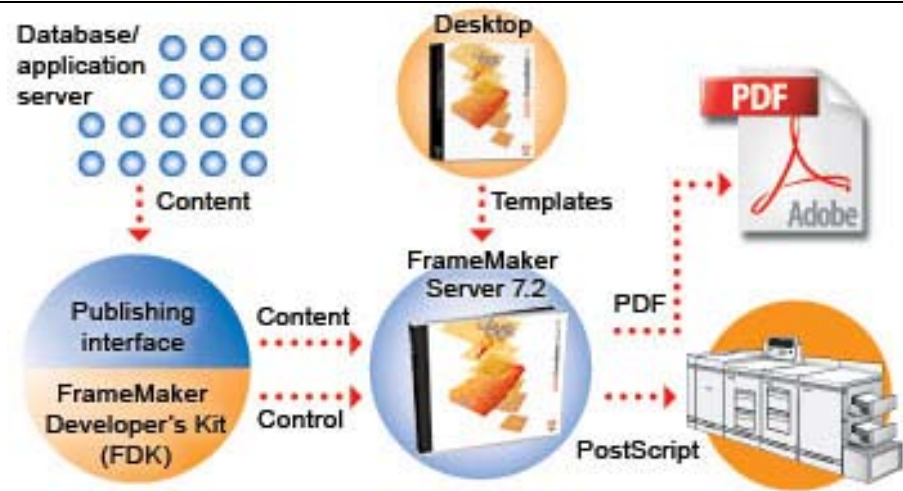 Database/
application
server
Desktop
PDF
Adobe
Content
Templates
FrameMaker
Server 7.2
Publishing
interface
Content
PDF
FrameMaker
Developer's Kit
(FDK)
Control
PostScript